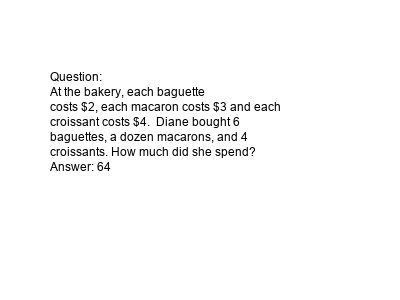 Question:
At the bakery, each baguette
costs $2, each macaron costs $3 and each
croissant costs $4.  Diane bought 6
baguettes, a dozen macarons, and 4
croissants. How much did she spend?
Answer: 64